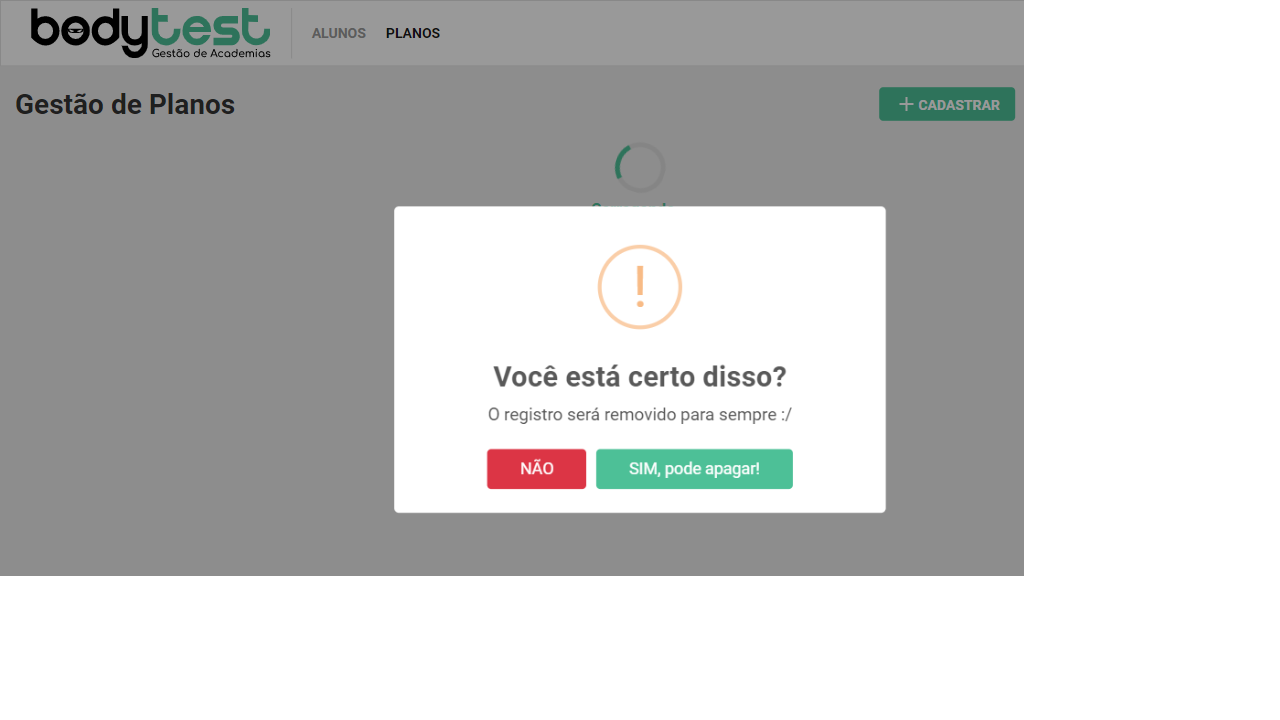 bodytest
Gestão de Academias
ALUNOS
PLANOS
Gestão de Planos
CADASTRAR
Você está certo disso?
O registro será removido para sempre :/
NÃO
SIM, pode apagar!